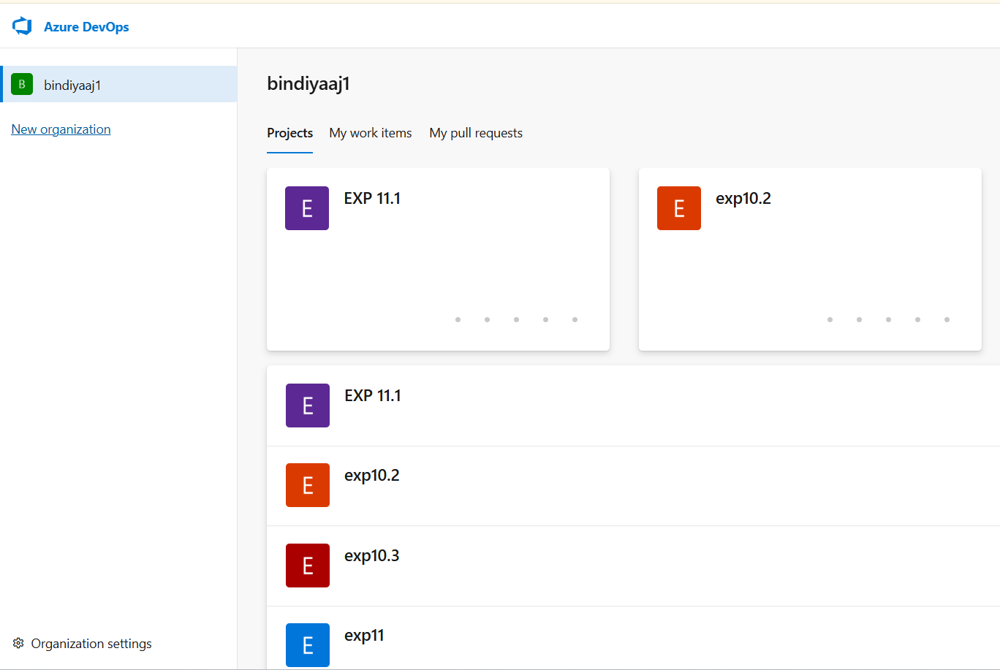 Azure DevOps
B
bindiyaaj1
New organization
bindiyaaj1
Projects
My work items
My pull requests
E
EXP 11.1
E
exp10.2
E
EXP 11.1
E
exp10.2
E
exp10.3
E
exp11
Organization settings